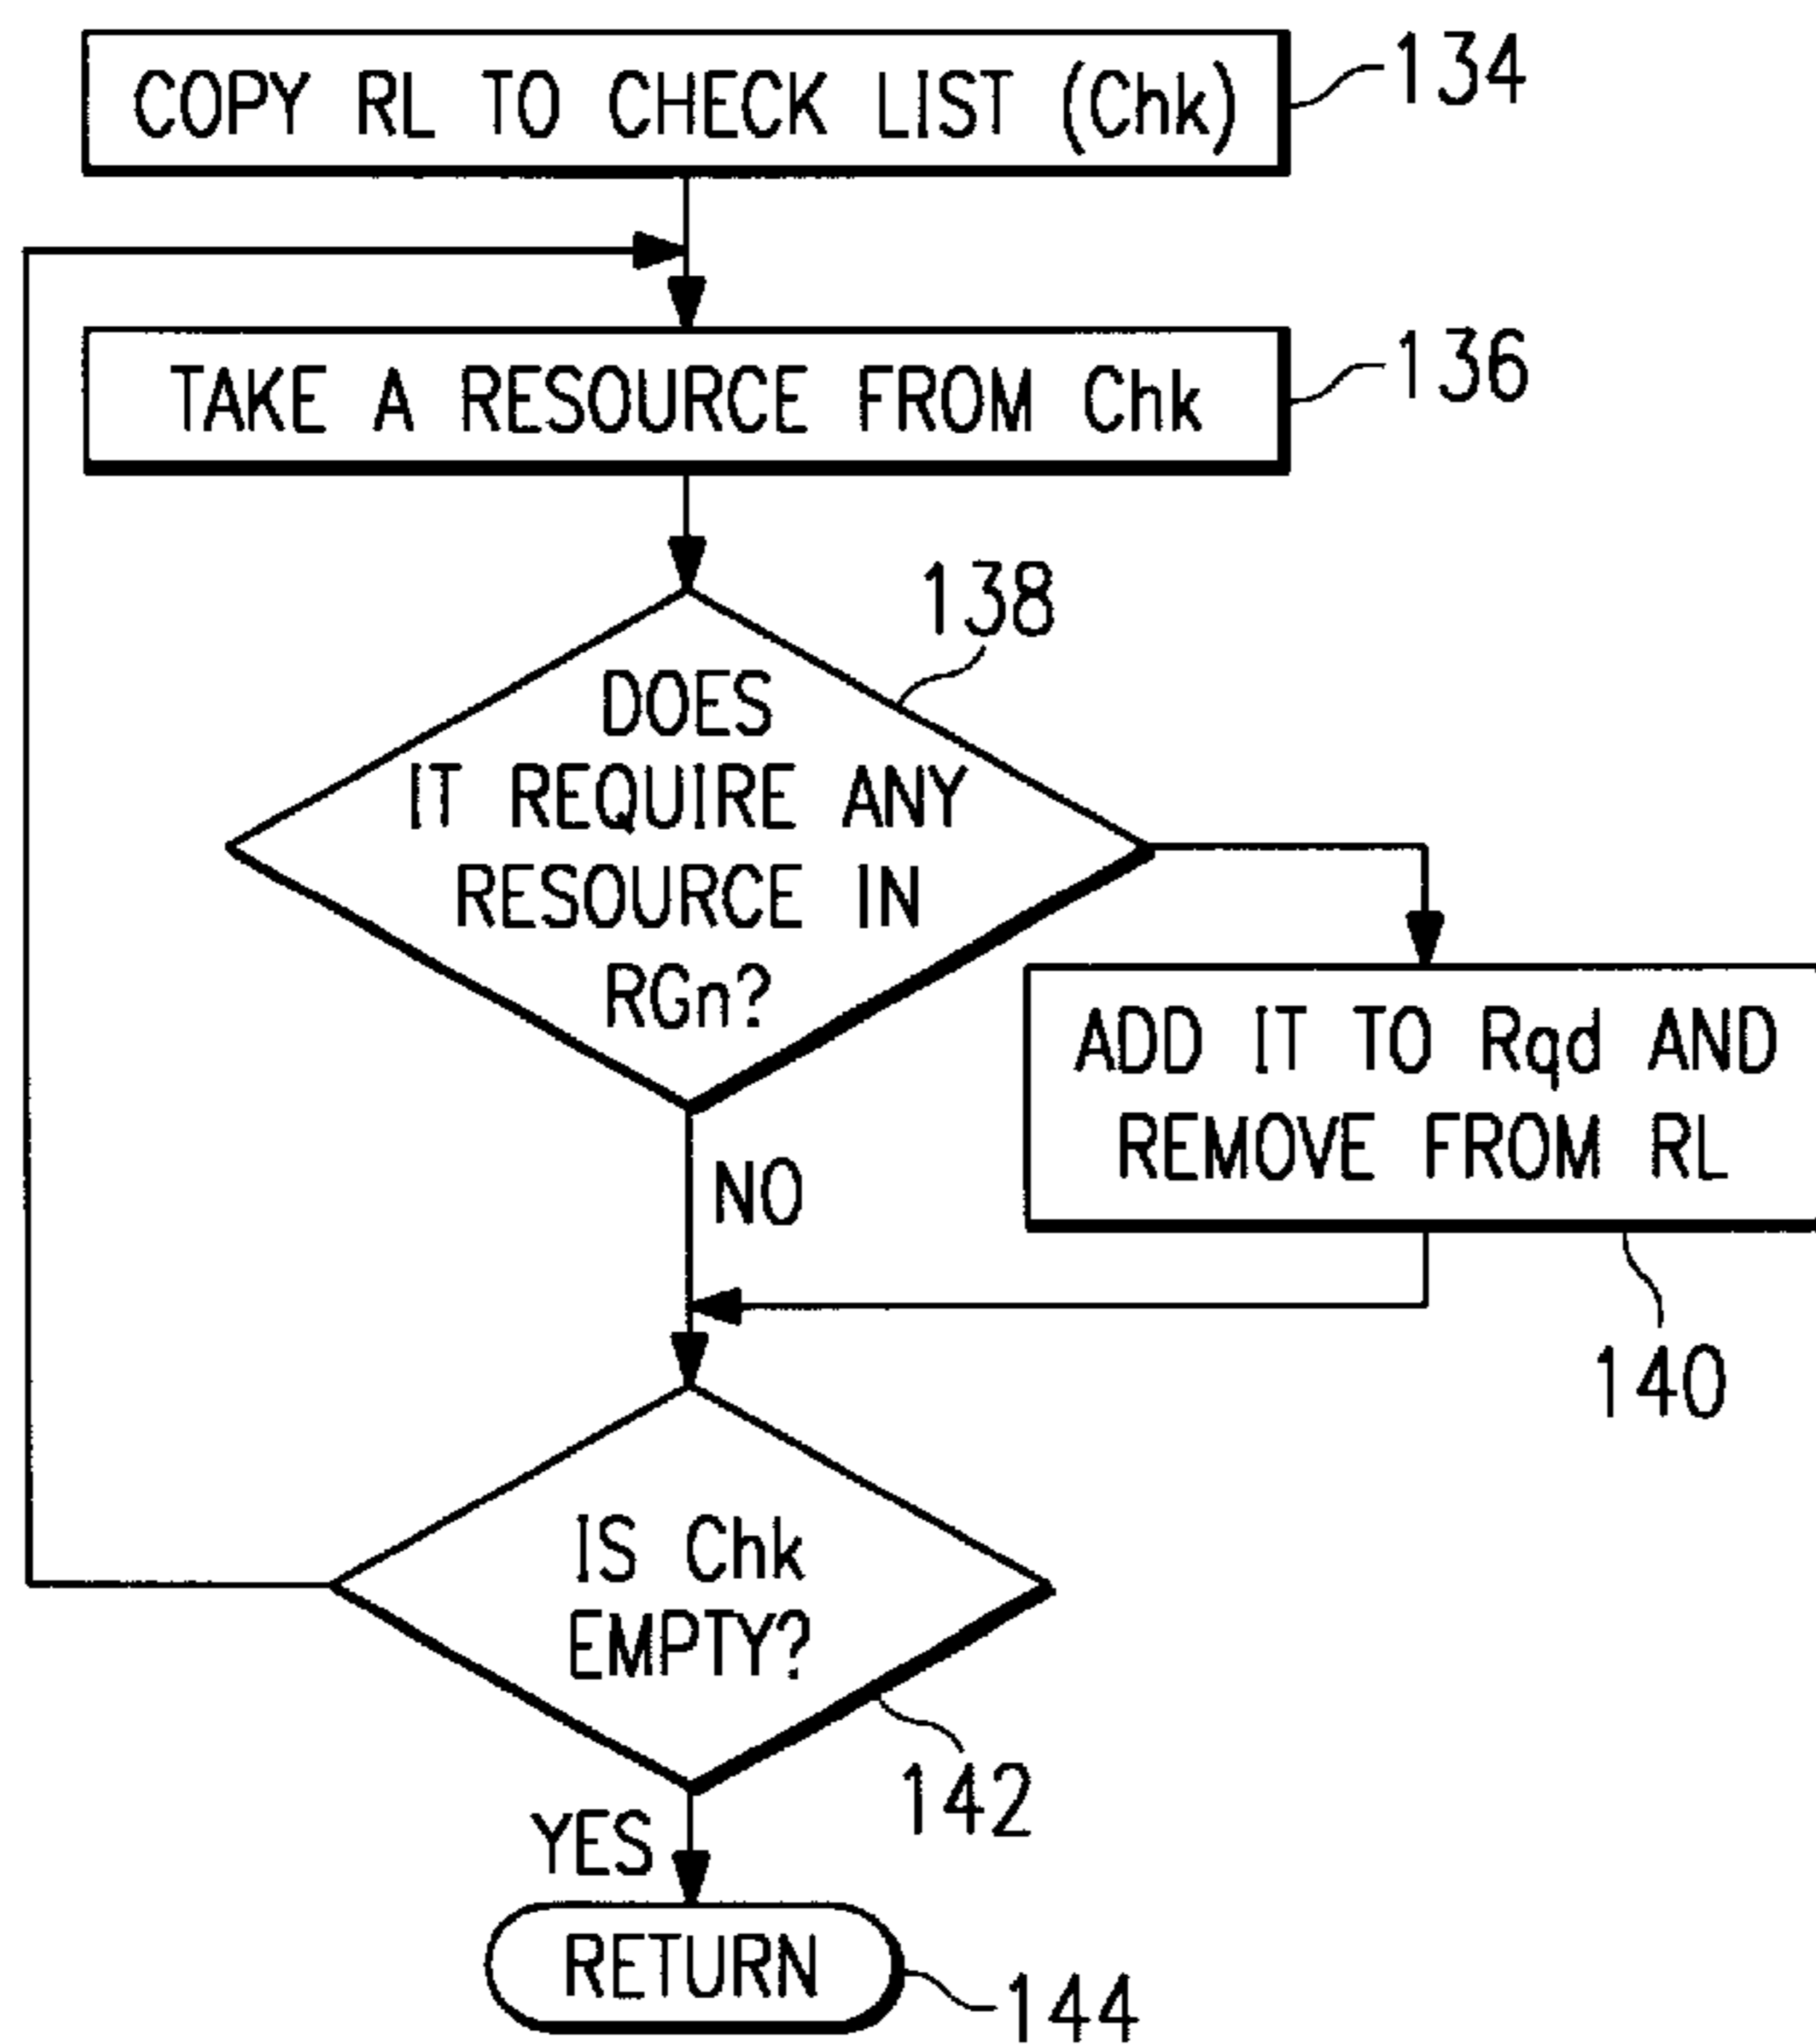 COPY RL TO CHECK LIST (Chk)
134
TAKE A RESOURCE FROM Chk
136
138
DOES
IT REQUIRE ANY
RESOURCE IN
RGn?
ADD IT TO Rqd AND
REMOVE FROM RL
NO
140
IS Chk
EMPTY?
142
YES
RETURN
144